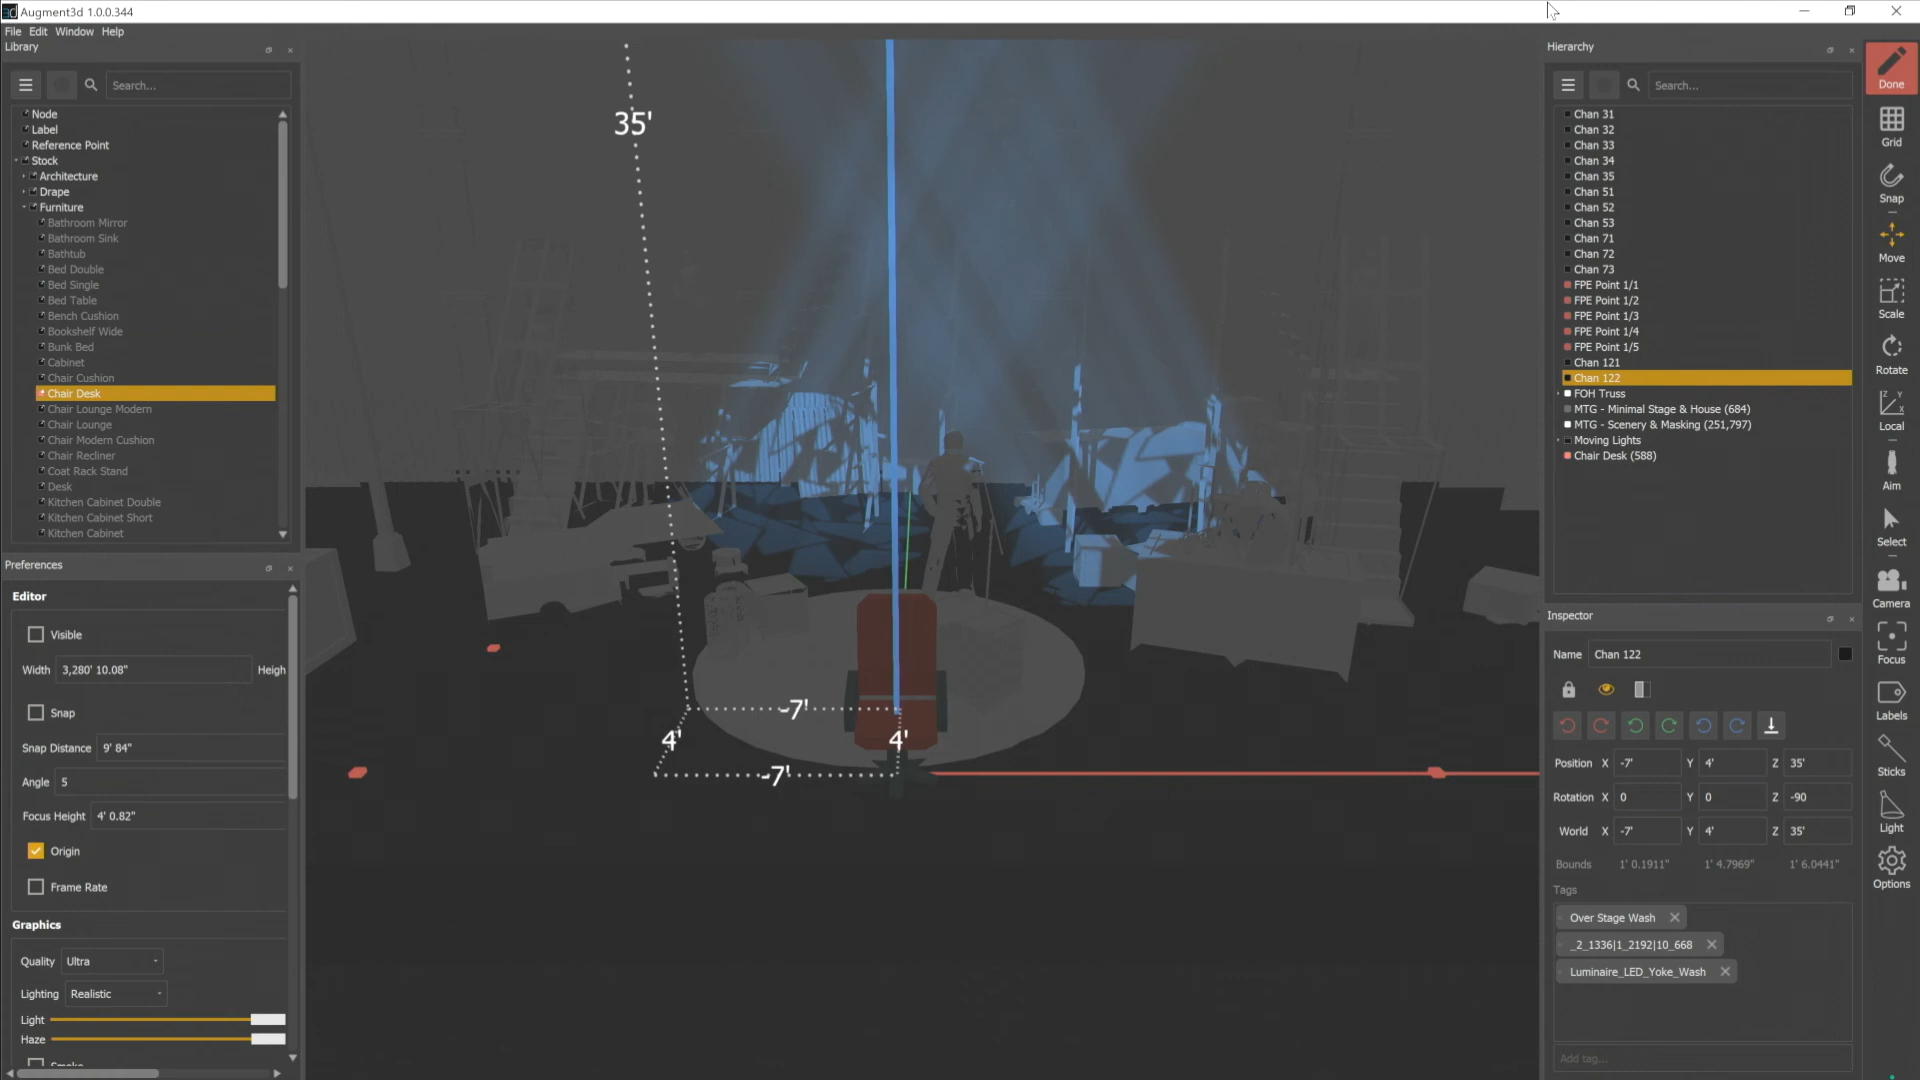 Augment3d 1.0.0.344
File Edit Window Help
Library
Search...
Node
Label
Reference Point
Stock
Architecture
Drape
Furniture
Bathroom Mirror
Bathroom Sink
Bathtub
Bed Double
Bed Single
Bed Table
Bench Cushion
Bookshelf Wide
Bunk Bed
Cabinet
Chair Cushion
Chair Desk
Chair Lounge Modern
Chair Lounge
Chair Modern Cushion
Chair Recliner
Coat Rack Stand
Desk
Kitchen Cabinet Double
Kitchen Cabinet Short
Kitchen Cabinet
Preferences
Editor
Visible
Width 3,280' 10.08" Heigh
Snap
Snap Distance 9' 84"
Angle 5
Focus Height 4' 0.82"
Origin
Frame Rate
Graphics
Quality Ultra
Lighting Realistic
Light
Haze
35'
-7'
4'
4'
-7'
Hierarchy
Search...
Chan 31
Chan 32
Chan 33
Chan 34
Chan 35
Chan 51
Chan 52
Chan 53
Chan 71
Chan 72
Chan 73
FPE Point 1/1
FPE Point 1/2
FPE Point 1/3
FPE Point 1/4
FPE Point 1/5
Chan 121
Chan 122
FOH Truss
MTG - Minimal Stage & House (684)
MTG - Scenery & Masking (251,797)
Moving Lights
Chair Desk (588)
Inspector
Name Chan 122
Position X -7' Y 4' Z 35'
Rotation X 0 Y 0 Z -90
World X -7' Y 4' Z 35'
Bounds 1' 0.1911" 1' 4.7969" 1' 6.0441"
Tags
Over Stage Wash
_2_1336|1_2192|10_668
Luminaire_LED_Yoke_Wash
Add tag...
Done
Grid
Snap
Move
Scale
Rotate
Z Y X
Local
Aim
Select
Camera
Focus
Labels
Sticks
Light
Options